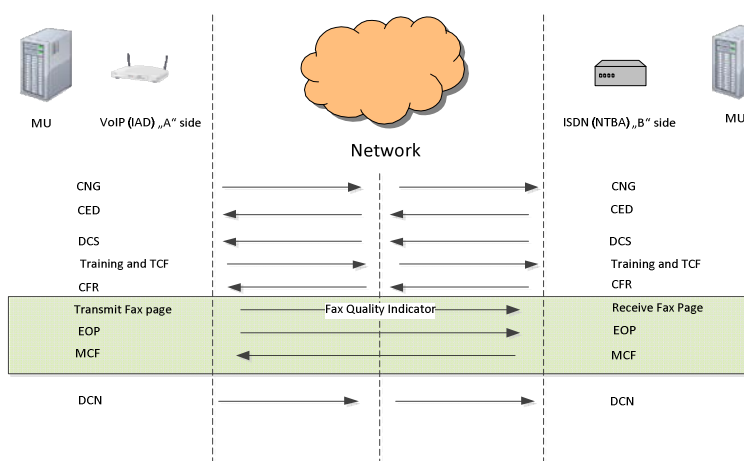 MU
VoIP (IAD) „A“ side
Network
ISDN (NTBA) „B“ side
MU
CNG
CNG
CED
CED
DCS
DCS
Training and TCF
Training and TCF
CFR
CFR
Transmit Fax page
Fax Quality Indicator
Receive Fax Page
EOP
EOP
MCF
MCF
DCN
DCN